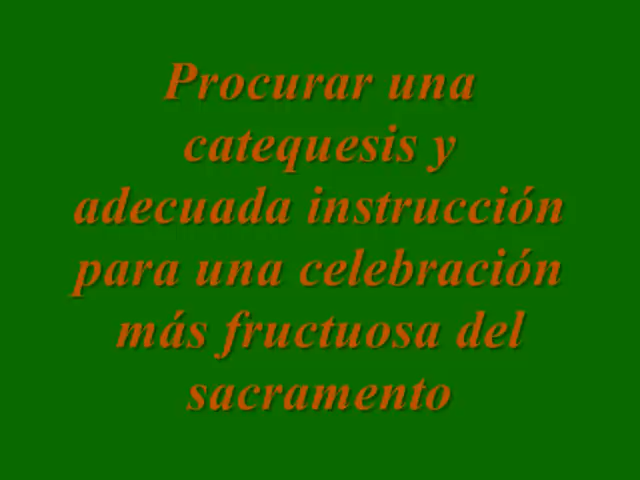 Procurar una
catequesis y
adecuada instrucción
para una celebración
más fructuosa del
sacramento